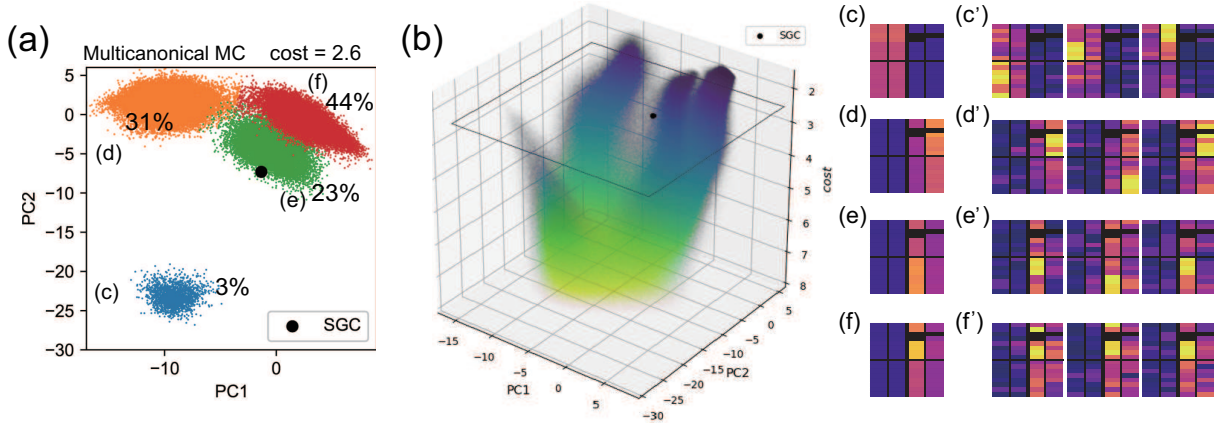 (a)
Multicanonical MC cost = 2.6
5
0
−5
−10
−15
−20
−25
−30
PC2
−10
0
PC1
(f)
44%
31%
(d)
(e)
23%
(c)
3%
SGC
(b)
SGC
2
3
4
5
6
7
8
cost
−15
−10
−5
0
5
PC1
−30
−25
−20
−15
−10
−5
0
5
PC2
(c)
(c')
(d)
(d')
(e)
(e')
(f)
(f')